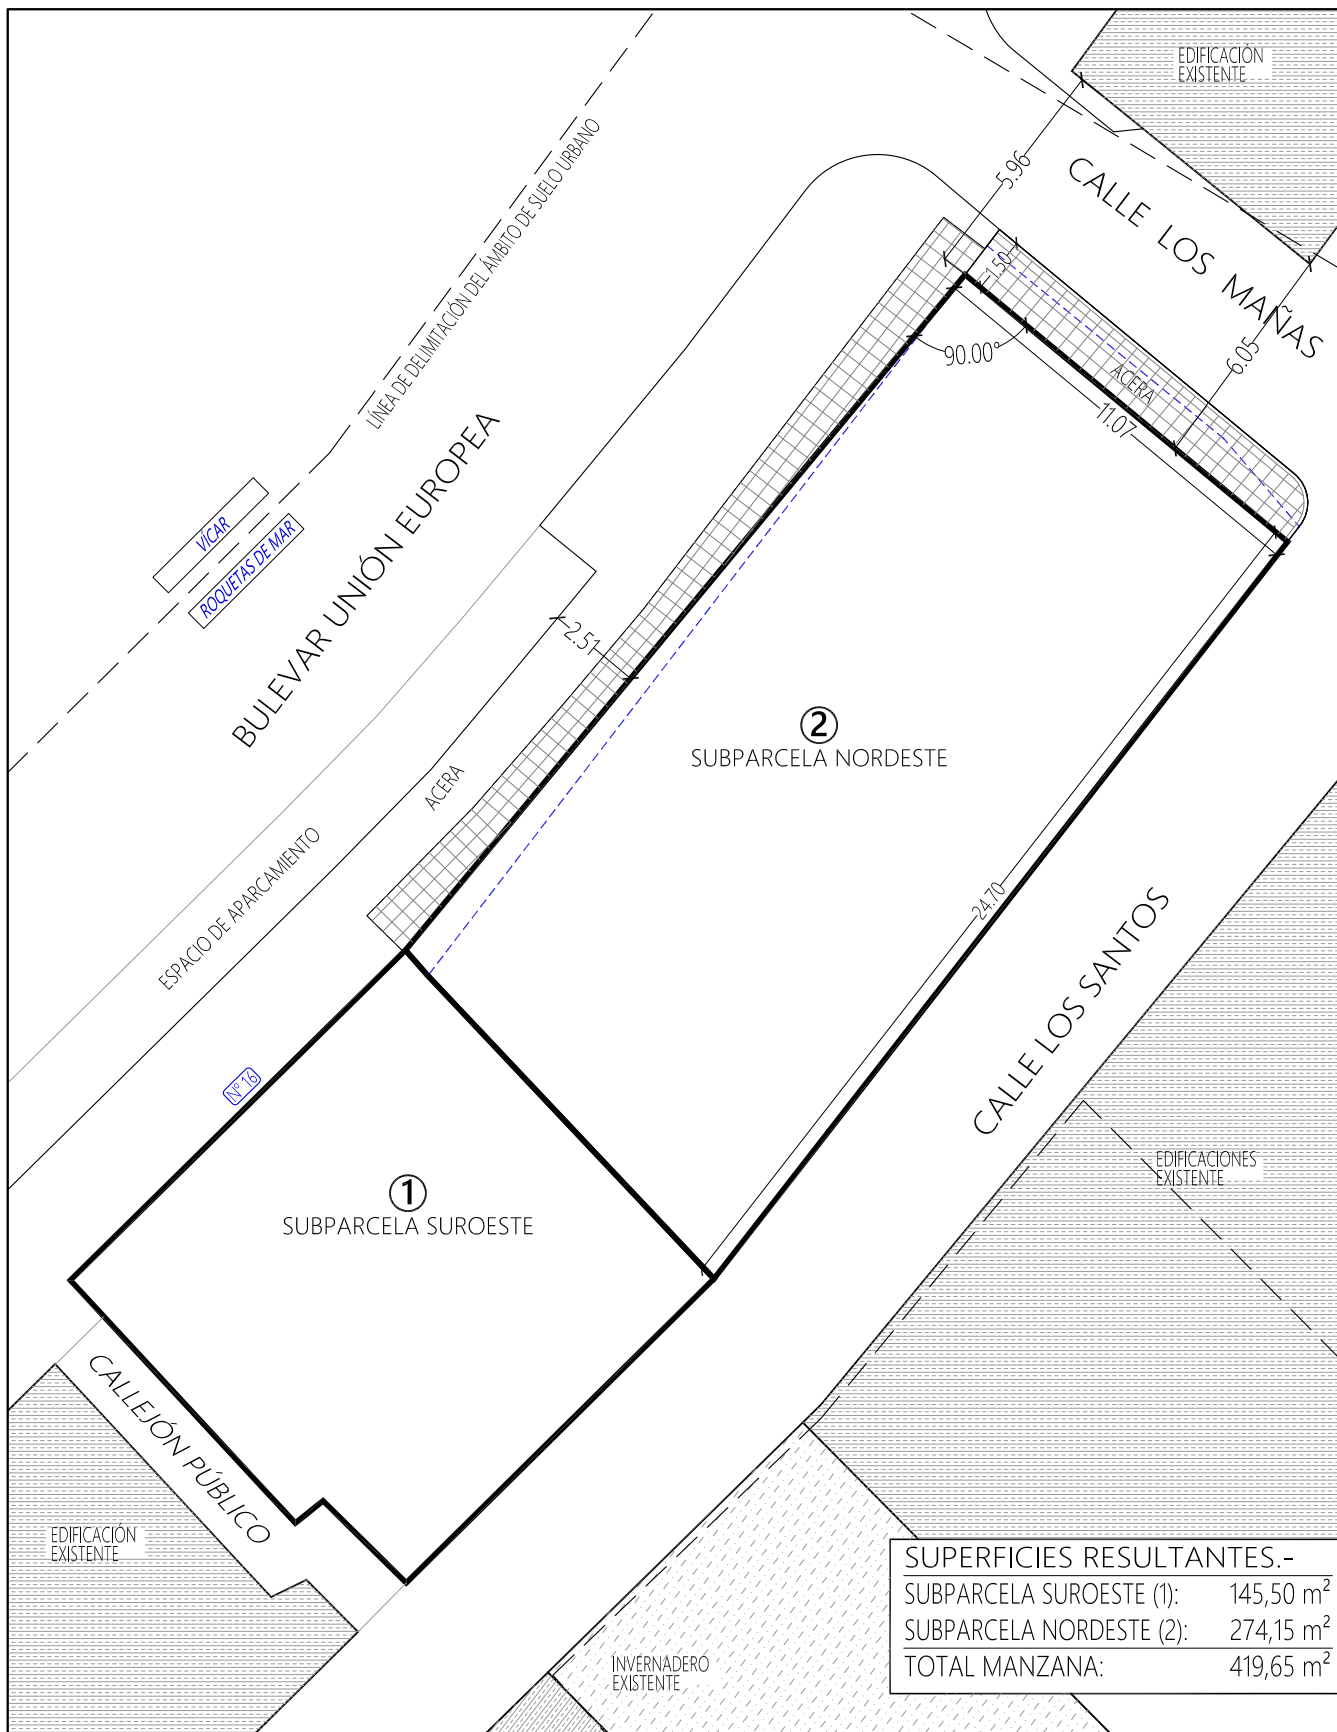 EDIFICACIÓN
EXISTENTE
CALLE LOS MAÑAS
5.96
1.50
6.05
ACERA
90.00°
11.07
LÍNEA DE DELIMITACIÓN DEL ÁMBITO DE SUELO URBANO
VICAR
ROQUETAS DE MAR
BULEVAR UNIÓN EUROPEA
2.51
2
SUBPARCELA NORDESTE
ACERA
ESPACIO DE APARCAMIENTO
24.70
CALLE LOS SANTOS
Nº 16
1
SUBPARCELA SUROESTE
EDIFICACIONES
EXISTENTE
CALLEJÓN PÚBLICO
EDIFICACIÓN
EXISTENTE
INVERNADERO
EXISTENTE
SUPERFICIES RESULTANTES.-
SUBPARCELA SUROESTE (1): 145,50 m²
SUBPARCELA NORDESTE (2): 274,15 m²
TOTAL MANZANA: 419,65 m²